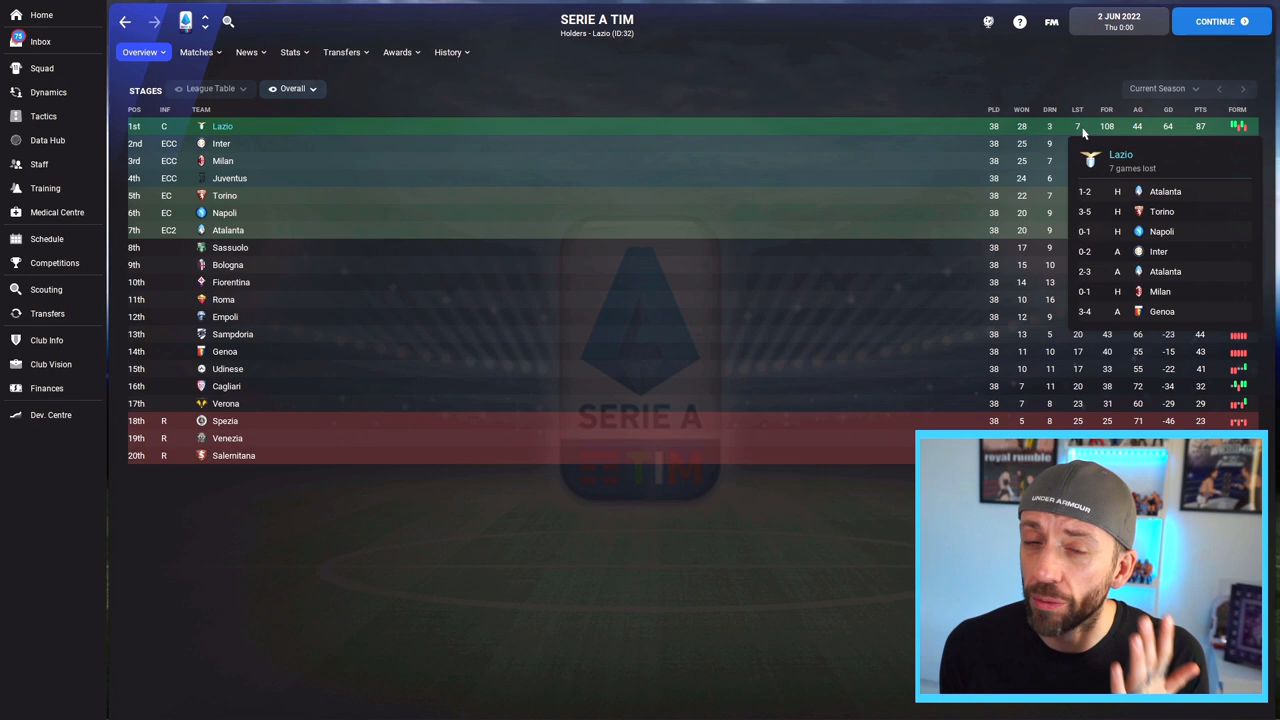 Home
SERIE A TIM
Holders - Lazio (ID:32)
FM
2 JUN 2022
Thu 0:00
CONTINUE
75
Inbox
Overview
Matches
News
Stats
Transfers
Awards
History
Squad
Dynamics
Tactics
Data Hub
Staff
Training
Medical Centre
Schedule
Competitions
Scouting
Transfers
Club Info
Club Vision
Finances
Dev. Centre
STAGES
League Table
Overall
Current Season
POS INF TEAM PLD WON DRN LST FOR AG GD PTS FORM
1st C Lazio 38 28 3 7 108 44 64 87
2nd ECC Inter 38 25 9
3rd ECC Milan 38 25 7
4th ECC Juventus 38 24 6
5th EC Torino 38 22 7
6th EC Napoli 38 20 9
7th EC2 Atalanta 38 20 9
8th Sassuolo 38 17 9
9th Bologna 38 15 10
10th Fiorentina 38 14 13
11th Roma 38 10 16
12th Empoli 38 12 9
13th Sampdoria 38 13 5 20 43 66 -23 44
14th Genoa 38 11 10 17 40 55 -15 43
15th Udinese 38 10 11 17 33 55 -22 41
16th Cagliari 38 7 11 20 38 72 -34 32
17th Verona 38 7 8 23 31 60 -29 29
18th R Spezia 38 5 8 25 25 71 -46 23
19th R Venezia
20th R Salernitana
Lazio
7 games lost
1-2 H Atalanta
3-5 H Torino
0-1 H Napoli
0-2 A Inter
2-3 A Atalanta
0-1 H Milan
3-4 A Genoa
SERIE A
TIM
royal rumble
UNDER ARMOUR